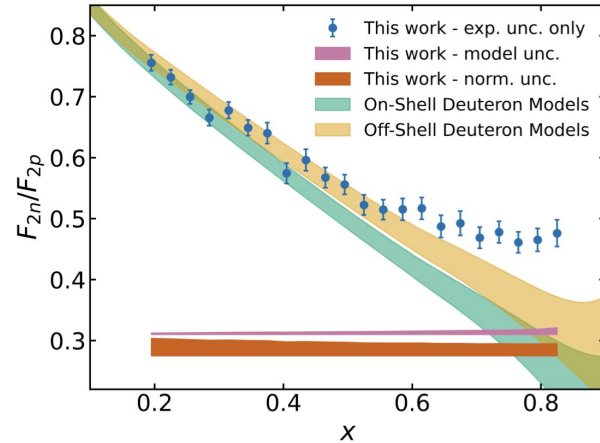 0.8
0.7
0.6
0.5
0.4
0.3
F2n/F2p
This work - exp. unc. only
This work - model unc.
This work - norm. unc.
On-Shell Deuteron Models
Off-Shell Deuteron Models
0.2 0.4 0.6 0.8
x